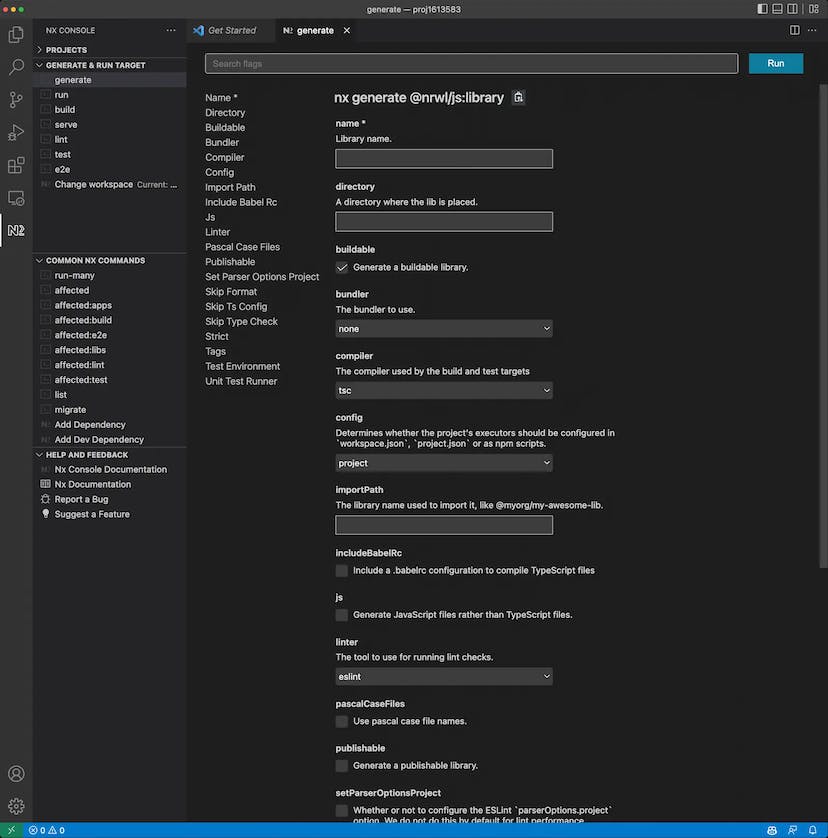 generate — proj1613583
NX CONSOLE
PROJECTS
GENERATE & RUN TARGET
generate
run
build
serve
lint
test
e2e
Change workspace Current: ...
COMMON NX COMMANDS
run-many
affected
affected:apps
affected:build
affected:e2e
affected:libs
affected:lint
affected:test
list
migrate
Add Dependency
Add Dev Dependency
HELP AND FEEDBACK
Nx Console Documentation
Nx Documentation
Report a Bug
Suggest a Feature
Get Started
generate
Search flags
Run
Name *
Directory
Buildable
Bundler
Compiler
Config
Import Path
Include Babel Rc
Js
Linter
Pascal Case Files
Publishable
Set Parser Options Project
Skip Format
Skip Ts Config
Skip Type Check
Strict
Tags
Test Environment
Unit Test Runner
nx generate @nrwl/js:library
name *
Library name.
directory
A directory where the lib is placed.
buildable
Generate a buildable library.
bundler
The bundler to use.
none
compiler
The compiler used by the build and test targets
tsc
config
Determines whether the project's executors should be configured in
`workspace.json`, `project.json` or as npm scripts.
project
importPath
The library name used to import it, like @myorg/my-awesome-lib.
includeBabelRc
Include a .babelrc configuration to compile TypeScript files
js
Generate JavaScript files rather than TypeScript files.
linter
The tool to use for running lint checks.
eslint
pascalCaseFiles
Use pascal case file names.
publishable
Generate a publishable library.
setParserOptionsProject
Whether or not to configure the ESLint `parserOptions.project`
option. We do not do this by default for lint performance
0 0